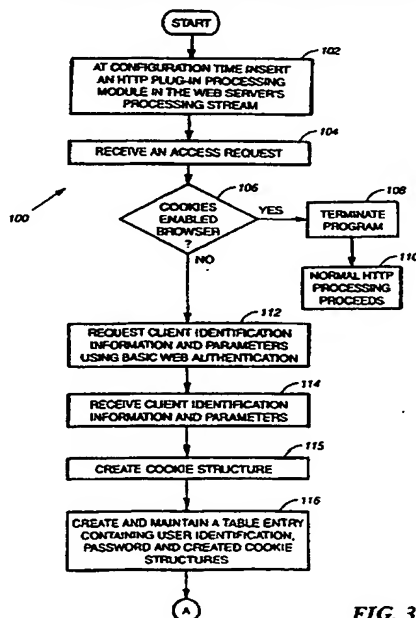 START
102
AT CONFIGURATION TIME INSERT
AN HTTP PLUG-IN PROCESSING
MODULE IN THE WEB SERVER'S
PROCESSING STREAM
104
RECEIVE AN ACCESS REQUEST
100
106
COOKIES
ENABLED
BROWSER
?
YES
NO
108
TERMINATE
PROGRAM
110
NORMAL HTTP
PROCESSING
PROCEEDS
112
REQUEST CLIENT IDENTIFICATION
INFORMATION AND PARAMETERS
USING BASIC WEB AUTHENTICATION
114
RECEIVE CLIENT IDENTIFICATION
INFORMATION AND PARAMETERS
115
CREATE COOKIE STRUCTURE
116
CREATE AND MAINTAIN A TABLE ENTRY
CONTAINING USER IDENTIFICATION,
PASSWORD AND CREATED COOKIE
STRUCTURES
A
FIG. 3